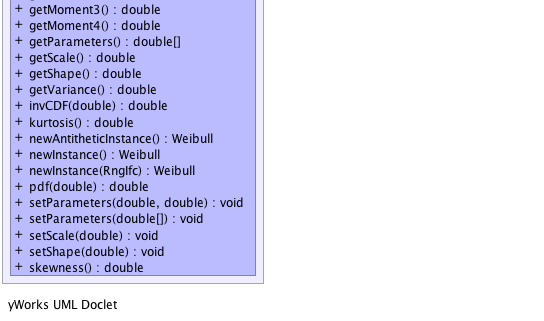 + getMoment3() : double
+ getMoment4() : double
+ getParameters() : double[]
+ getScale() : double
+ getShape() : double
+ getVariance() : double
+ invCDF(double) : double
+ kurtosis() : double
+ newAntitheticInstance() : Weibull
+ newInstance() : Weibull
+ newInstance(RngIfc) : Weibull
+ pdf(double) : double
+ setParameters(double, double) : void
+ setParameters(double[]) : void
+ setScale(double) : void
+ setShape(double) : void
+ skewness() : double
yWorks UML Doclet